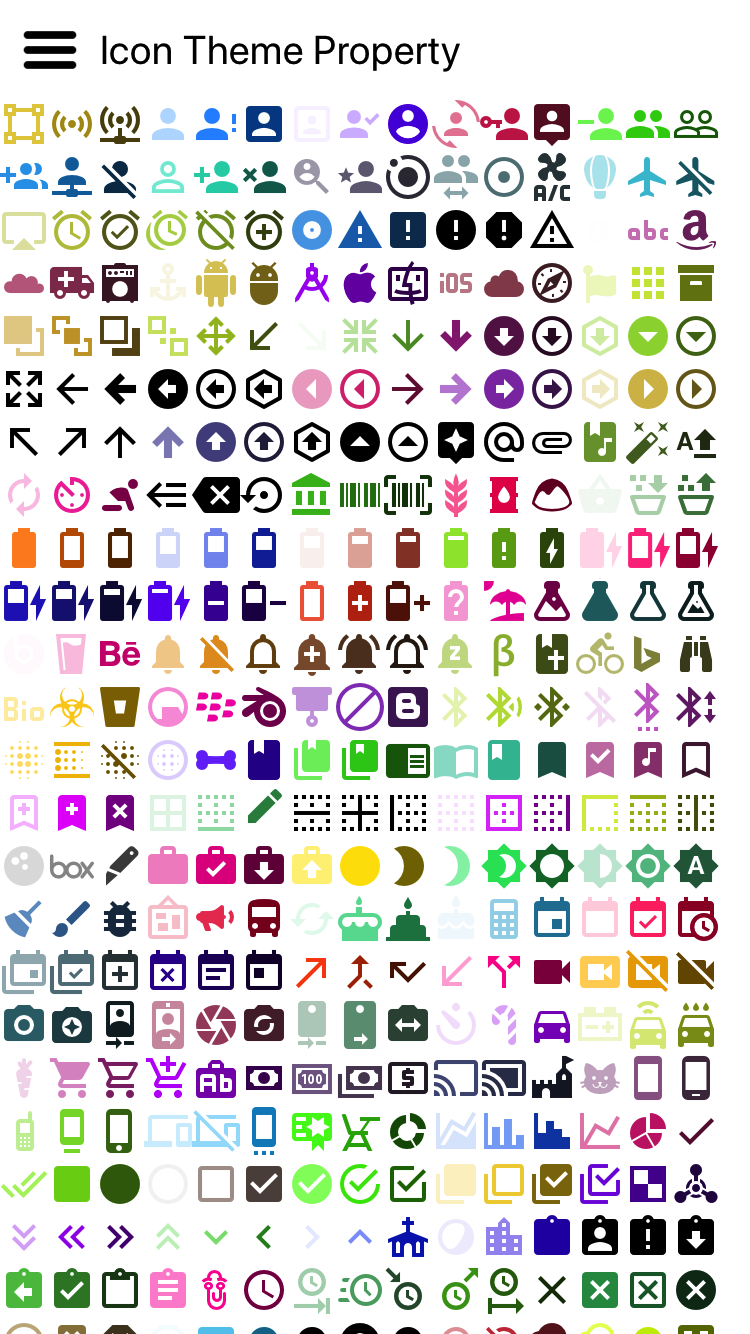 Icon Theme Property
A/C
abc
a
iOS
A
Bē
z
β
Bio
B
box
A
Ab
100
$